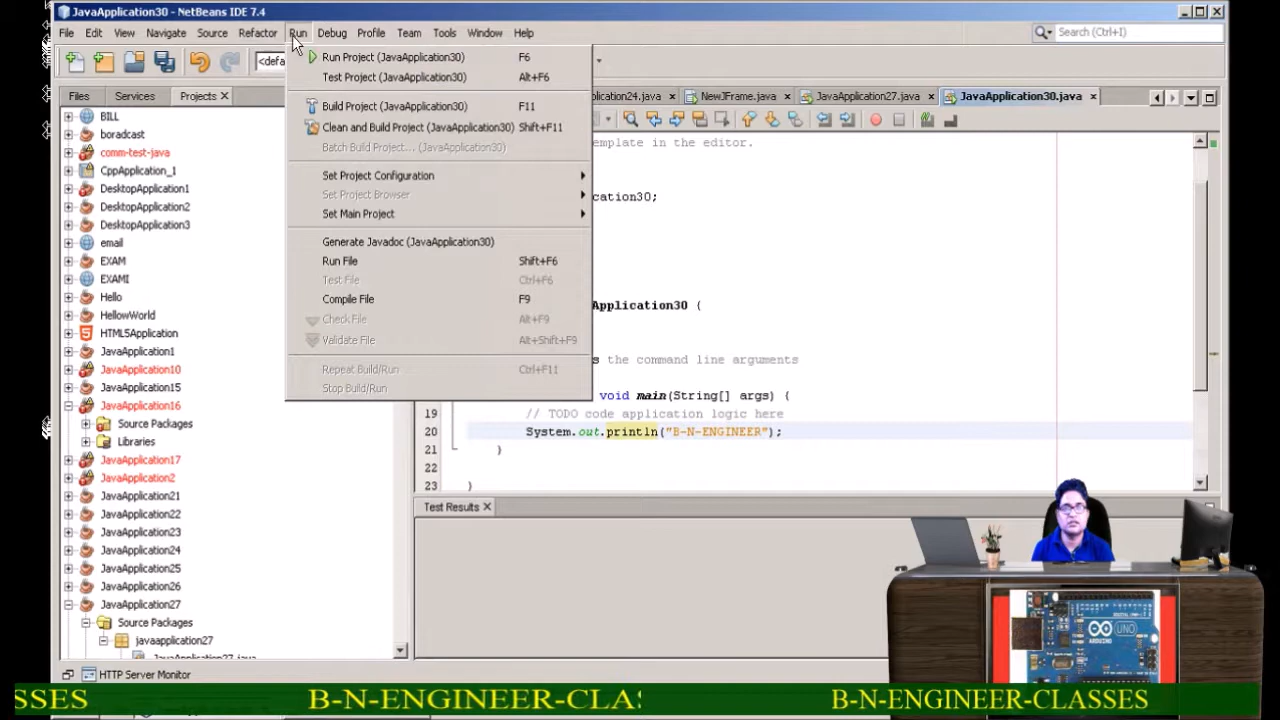 JavaApplication30 - NetBeans IDE 7.4
File Edit View Navigate Source Refactor Run Debug Profile Team Tools Window Help
Search (Ctrl+I)
<defa
Run Project (JavaApplication30) F6
Test Project (JavaApplication30) Alt+F6
Build Project (JavaApplication30) F11
Clean and Build Project (JavaApplication30) Shift+F11
Batch Build Project... (JavaApplication30)
Set Project Configuration
Set Project Browser
Set Main Project
Generate Javadoc (JavaApplication30)
Run File Shift+F6
Test File Ctrl+F6
Compile File F9
Check File Alt+F9
Validate File Alt+Shift+F9
Repeat Build/Run Ctrl+F11
Stop Build/Run
Files Services Projects
BILL
boradcast
comm-test-java
CppApplication_1
DesktopApplication1
DesktopApplication2
DesktopApplication3
email
EXAM
EXAMI
Hello
HellowWorld
HTML5Application
JavaApplication1
JavaApplication10
JavaApplication15
JavaApplication16
Source Packages
Libraries
JavaApplication17
JavaApplication2
JavaApplication21
JavaApplication22
JavaApplication23
JavaApplication24
JavaApplication25
JavaApplication26
JavaApplication27
Source Packages
javaapplication27
JavaApplication27.java
HTTP Server Monitor
plication24.java NewJFrame.java JavaApplication27.java JavaApplication30.java
template in the editor.
cation30;
Application30 {
s the command line arguments
void main(String[] args) {
19 // TODO code application logic here
20 System.out.println("B-N-ENGINEER");
21 }
22
23 }
Test Results
ARDUINO
UNO
SSES B-N-ENGINEER-CLAS B-N-ENGINEER-CLASSES